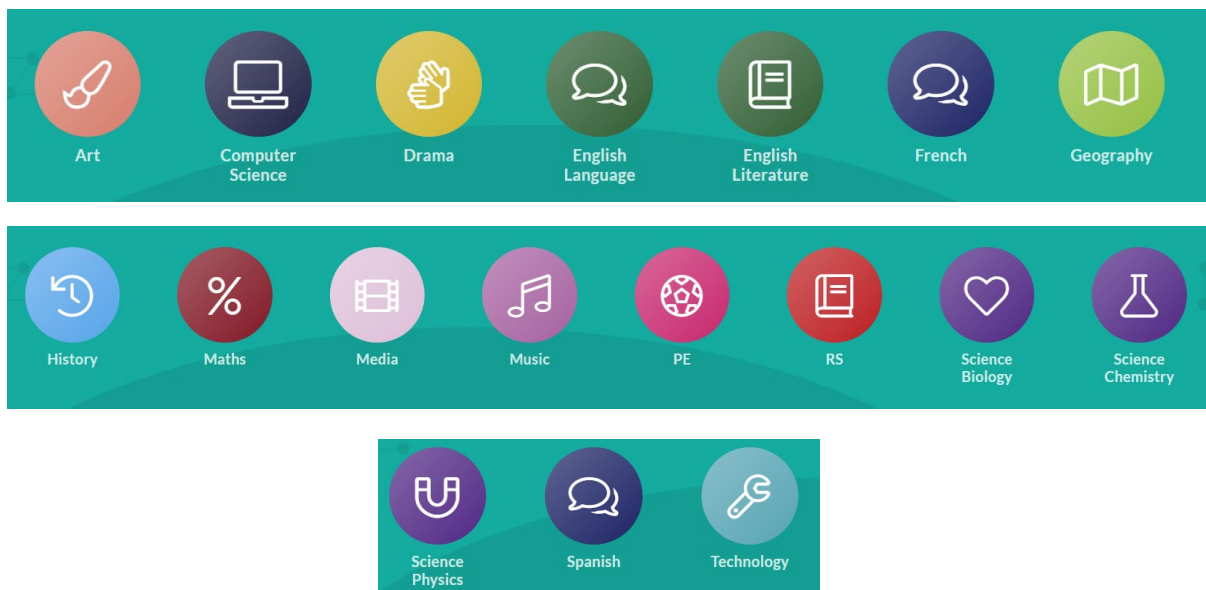 Art
Computer
Science
Drama
English
Language
English
Literature
French
Geography
History
Maths
Media
Music
PE
RS
Science
Biology
Science
Chemistry
Science
Physics
Spanish
Technology